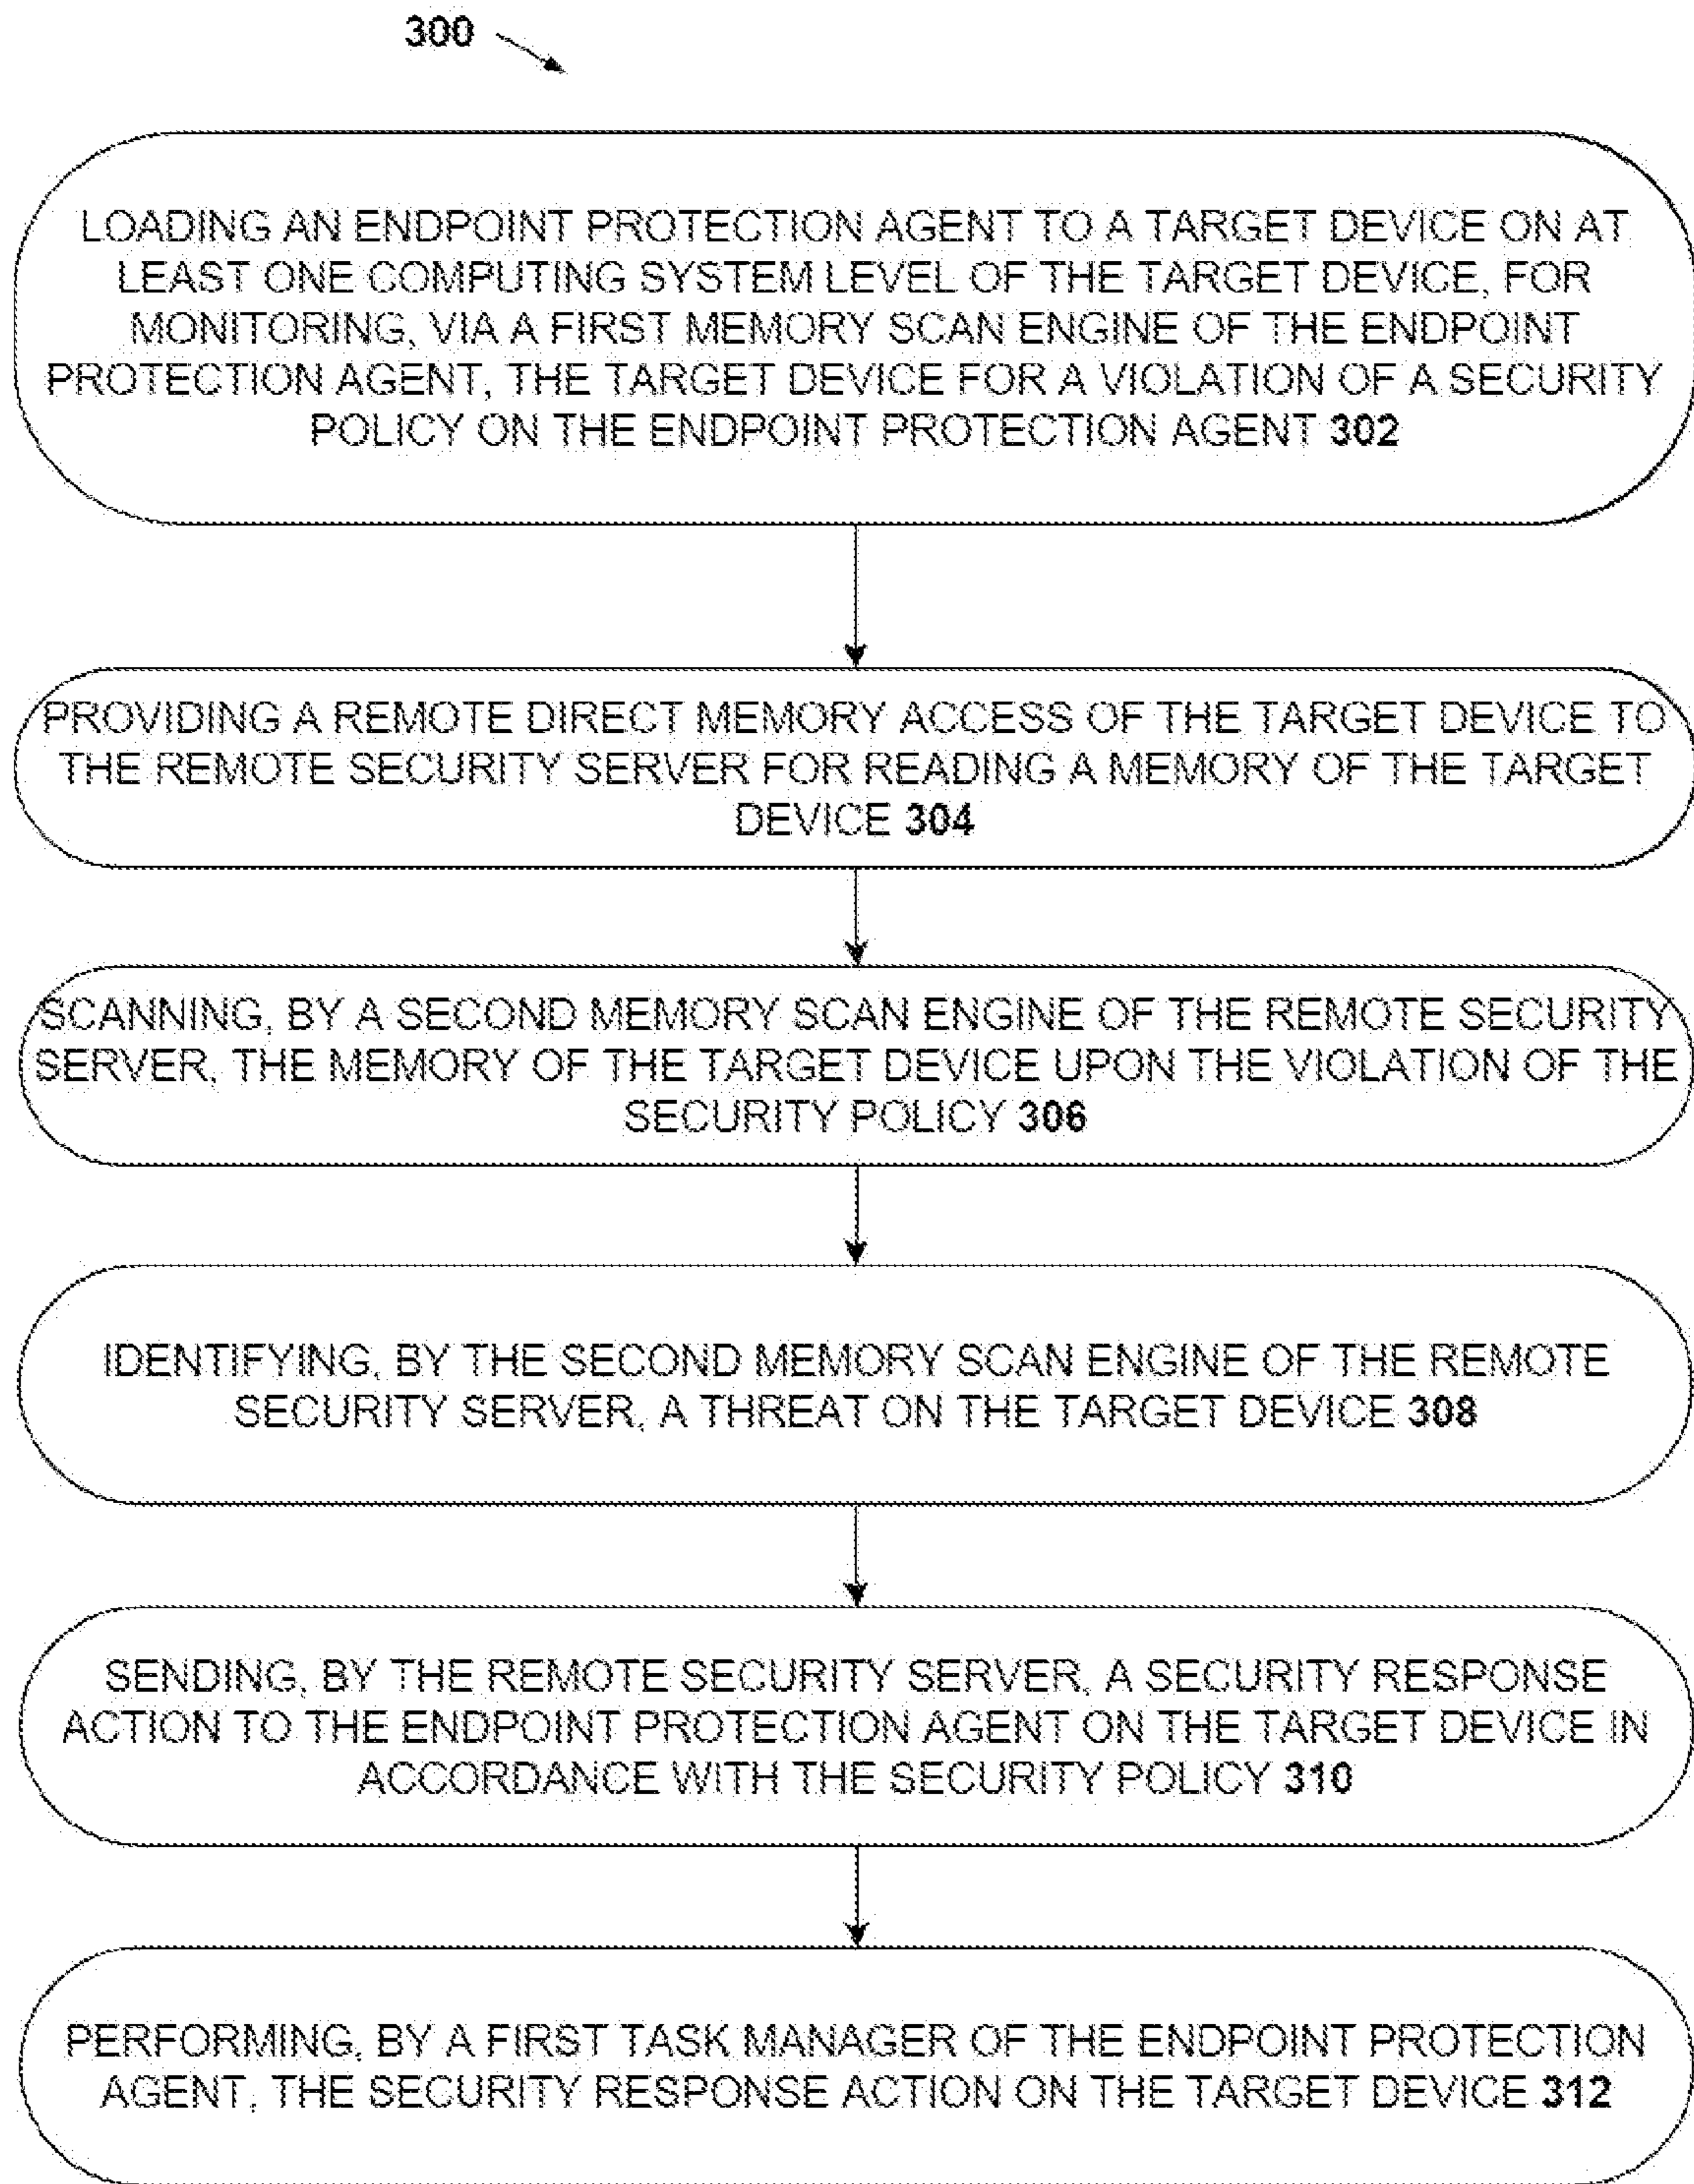 300
LOADING AN ENDPOINT PROTECTION AGENT TO A TARGET DEVICE ON AT
LEAST ONE COMPUTING SYSTEM LEVEL OF THE TARGET DEVICE, FOR
MONITORING, VIA A FIRST MEMORY SCAN ENGINE OF THE ENDPOINT
PROTECTION AGENT, THE TARGET DEVICE FOR A VIOLATION OF A SECURITY
POLICY ON THE ENDPOINT PROTECTION AGENT 302
PROVIDING A REMOTE DIRECT MEMORY ACCESS OF THE TARGET DEVICE TO
THE REMOTE SECURITY SERVER FOR READING A MEMORY OF THE TARGET
DEVICE 304
SCANNING, BY A SECOND MEMORY SCAN ENGINE OF THE REMOTE SECURITY
SERVER, THE MEMORY OF THE TARGET DEVICE UPON THE VIOLATION OF THE
SECURITY POLICY 306
IDENTIFYING, BY THE SECOND MEMORY SCAN ENGINE OF THE REMOTE
SECURITY SERVER, A THREAT ON THE TARGET DEVICE 308
SENDING, BY THE REMOTE SECURITY SERVER, A SECURITY RESPONSE
ACTION TO THE ENDPOINT PROTECTION AGENT ON THE TARGET DEVICE IN
ACCORDANCE WITH THE SECURITY POLICY 310
PERFORMING, BY A FIRST TASK MANAGER OF THE ENDPOINT PROTECTION
AGENT, THE SECURITY RESPONSE ACTION ON THE TARGET DEVICE 312